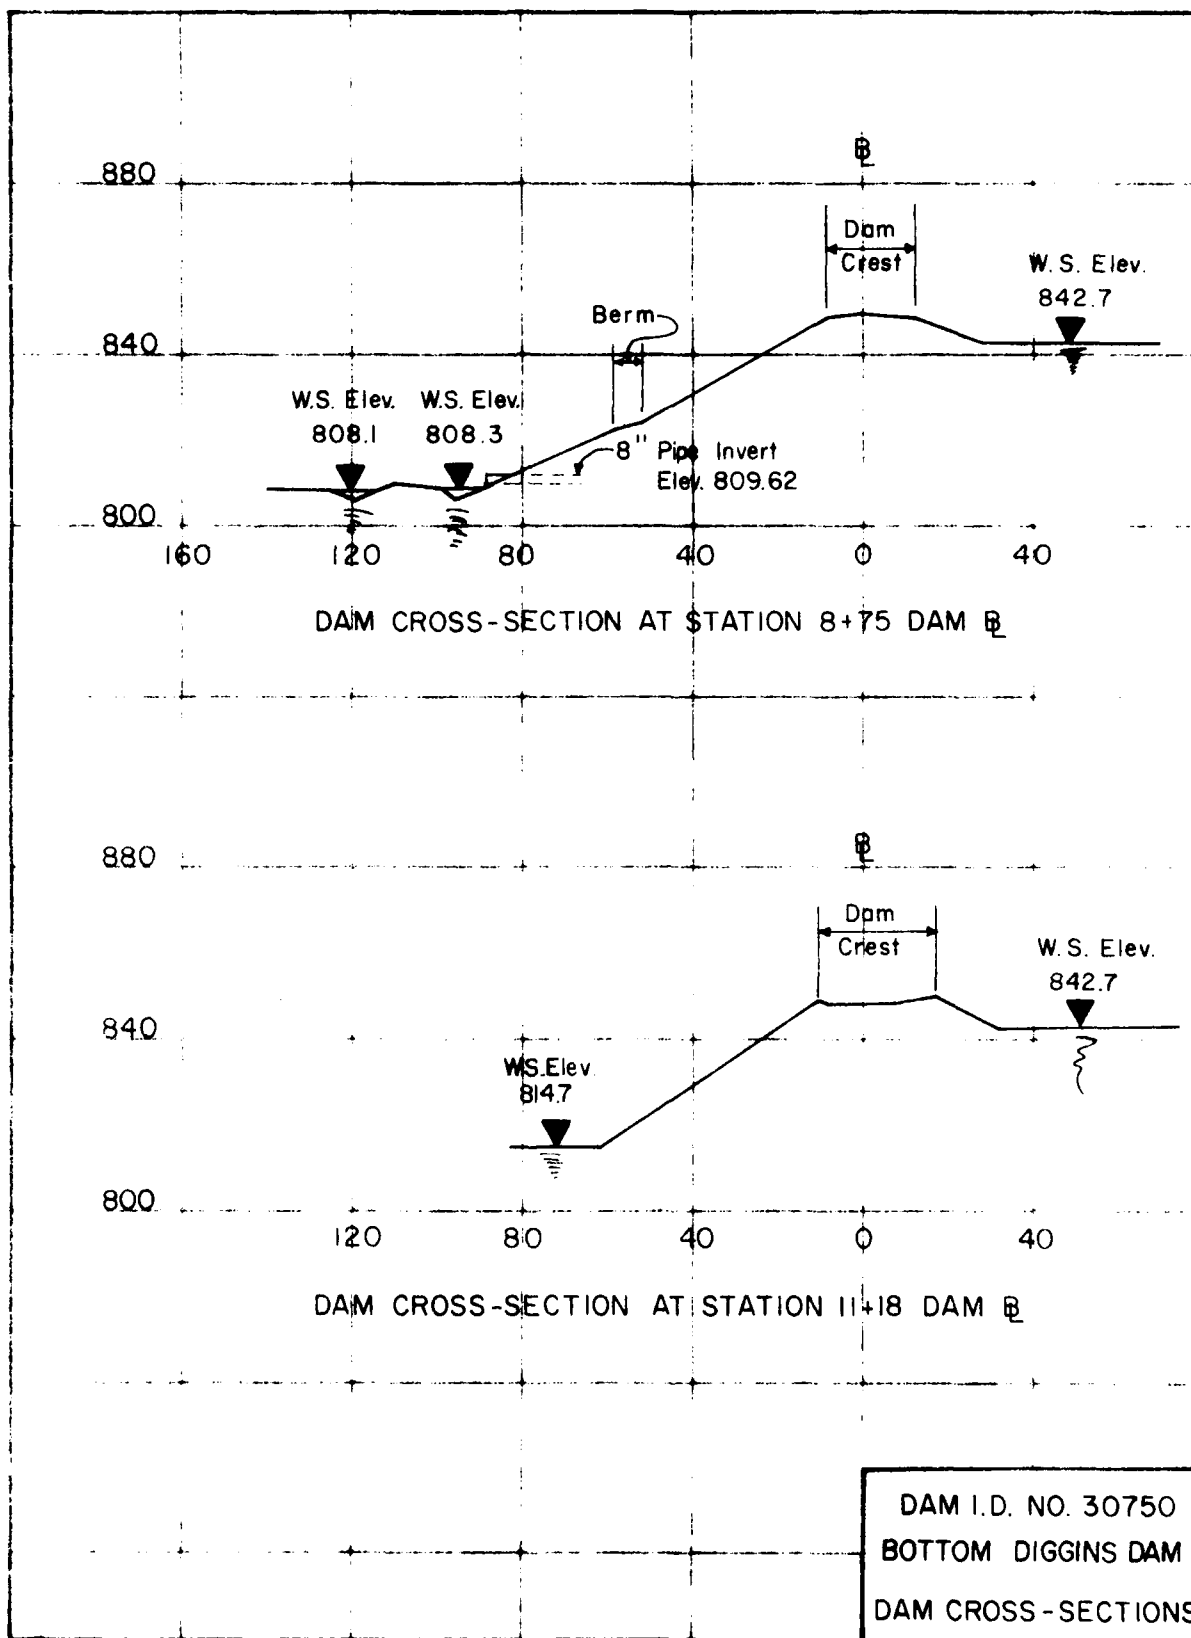 ℄
880
Dam
Crest
W. S. Elev.
842.7
Berm
840
W.S. Elev. W.S. Elev.
808.1 808.3
8" Pipe Invert
Elev. 809.62
800
160 120 80 40 0 40
DAM CROSS-SECTION AT STATION 8+75 DAM BL
BL
880
Dam
Crest
W. S. Elev.
842.7
840
W.S. Elev.
814.7
800
120 80 40 0 40
DAM CROSS-SECTION AT STATION 11+18 DAM BL
DAM I.D. NO. 30750
BOTTOM DIGGINS DAM
DAM CROSS-SECTIONS